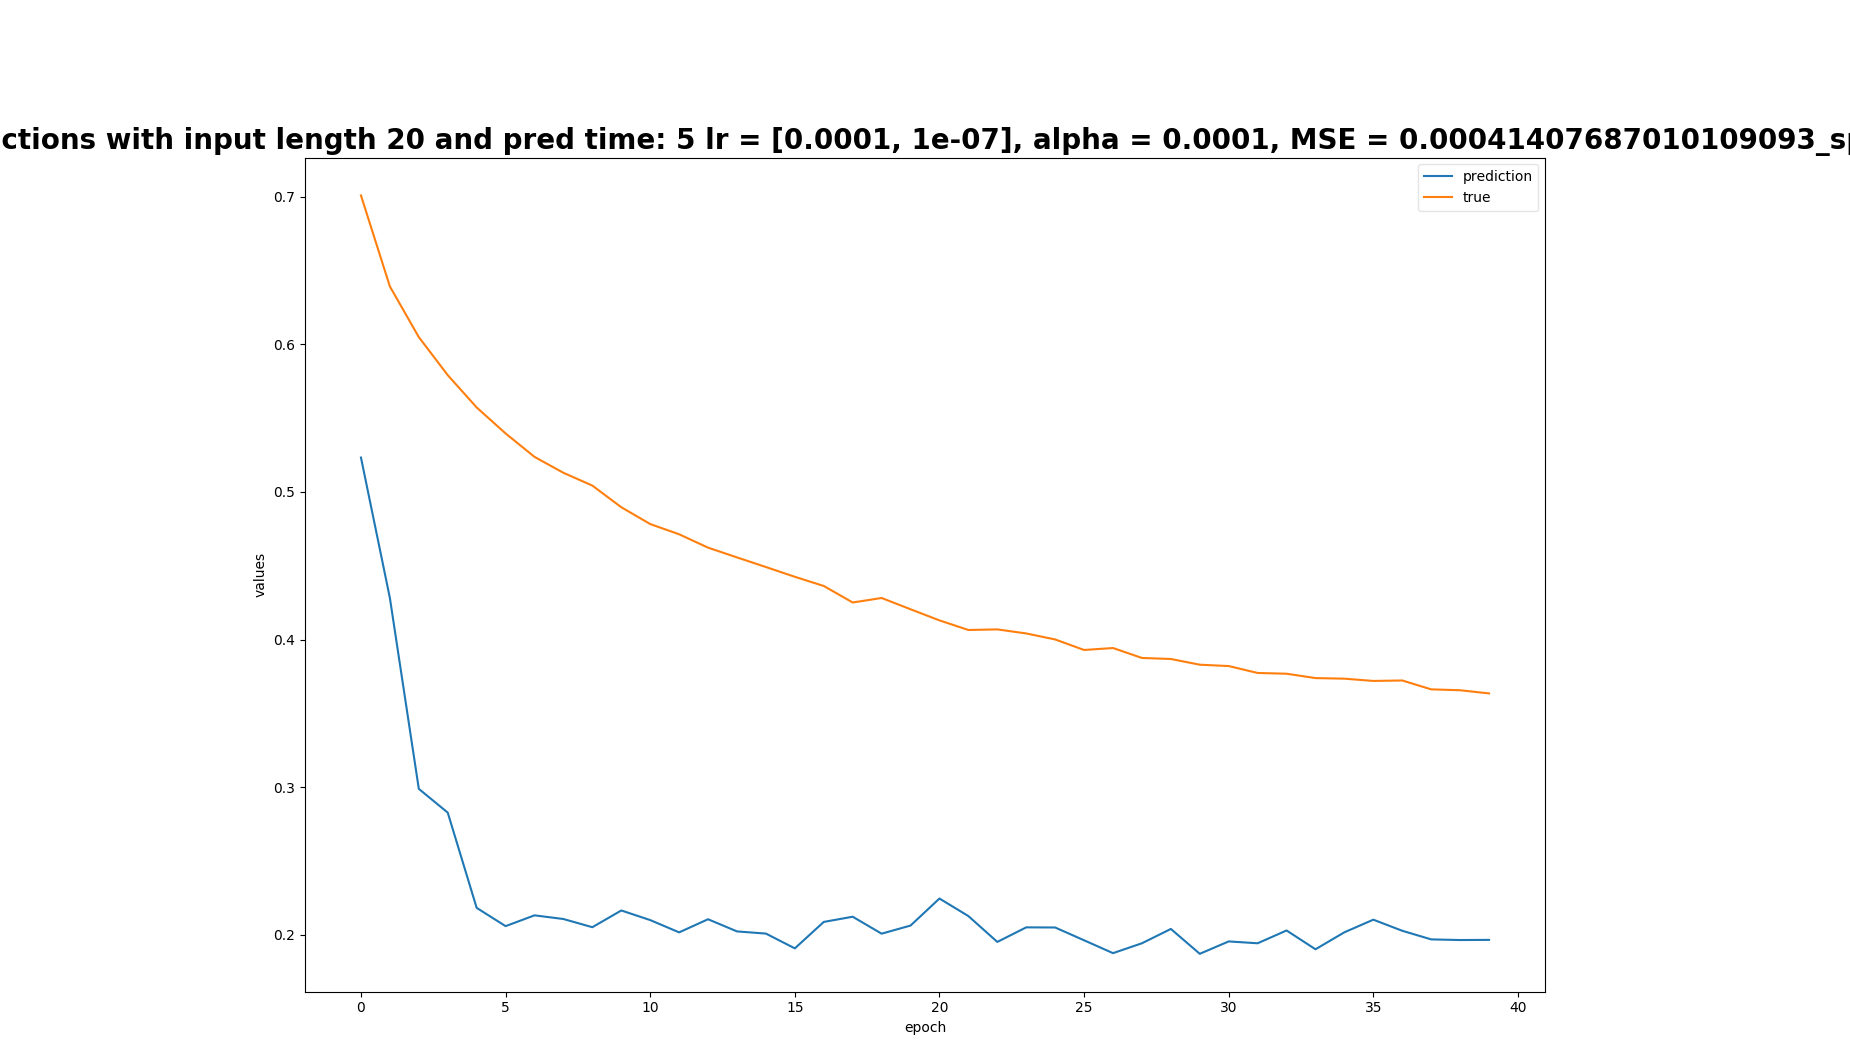 ctions with input length 20 and pred time: 5 lr = [0.0001, 1e-07], alpha = 0.0001, MSE = 0.00041407687010109093_sp
prediction
true
0.7
0.6
0.5
0.4
0.3
0.2
values
0 5 10 15 20 25 30 35 40
epoch